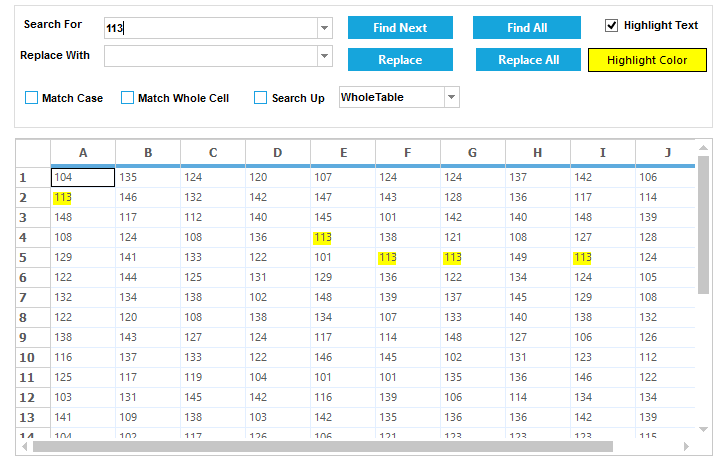 Search For 113 Find Next Find All Highlight Text
Replace With Replace Replace All Highlight Color
Match Case Match Whole Cell Search Up WholeTable
A B C D E F G H I J
1 104 135 124 120 107 124 124 137 142 106
2 113 146 132 142 147 143 128 136 117 114
3 148 117 112 140 145 101 142 140 148 139
4 108 124 108 136 113 138 121 108 127 128
5 129 141 133 122 101 113 113 149 113 124
6 122 144 125 131 129 136 122 134 124 105
7 132 134 138 102 148 139 137 145 129 108
8 122 120 108 138 134 107 133 140 138 132
9 138 143 127 124 117 114 148 127 106 126
10 116 137 133 122 146 145 102 131 123 112
11 125 117 119 104 101 101 135 136 146 122
12 103 131 145 142 116 139 106 114 134 134
13 141 109 138 103 142 135 136 136 142 139
14 104 102 117 126 106 121 123 123 123 115